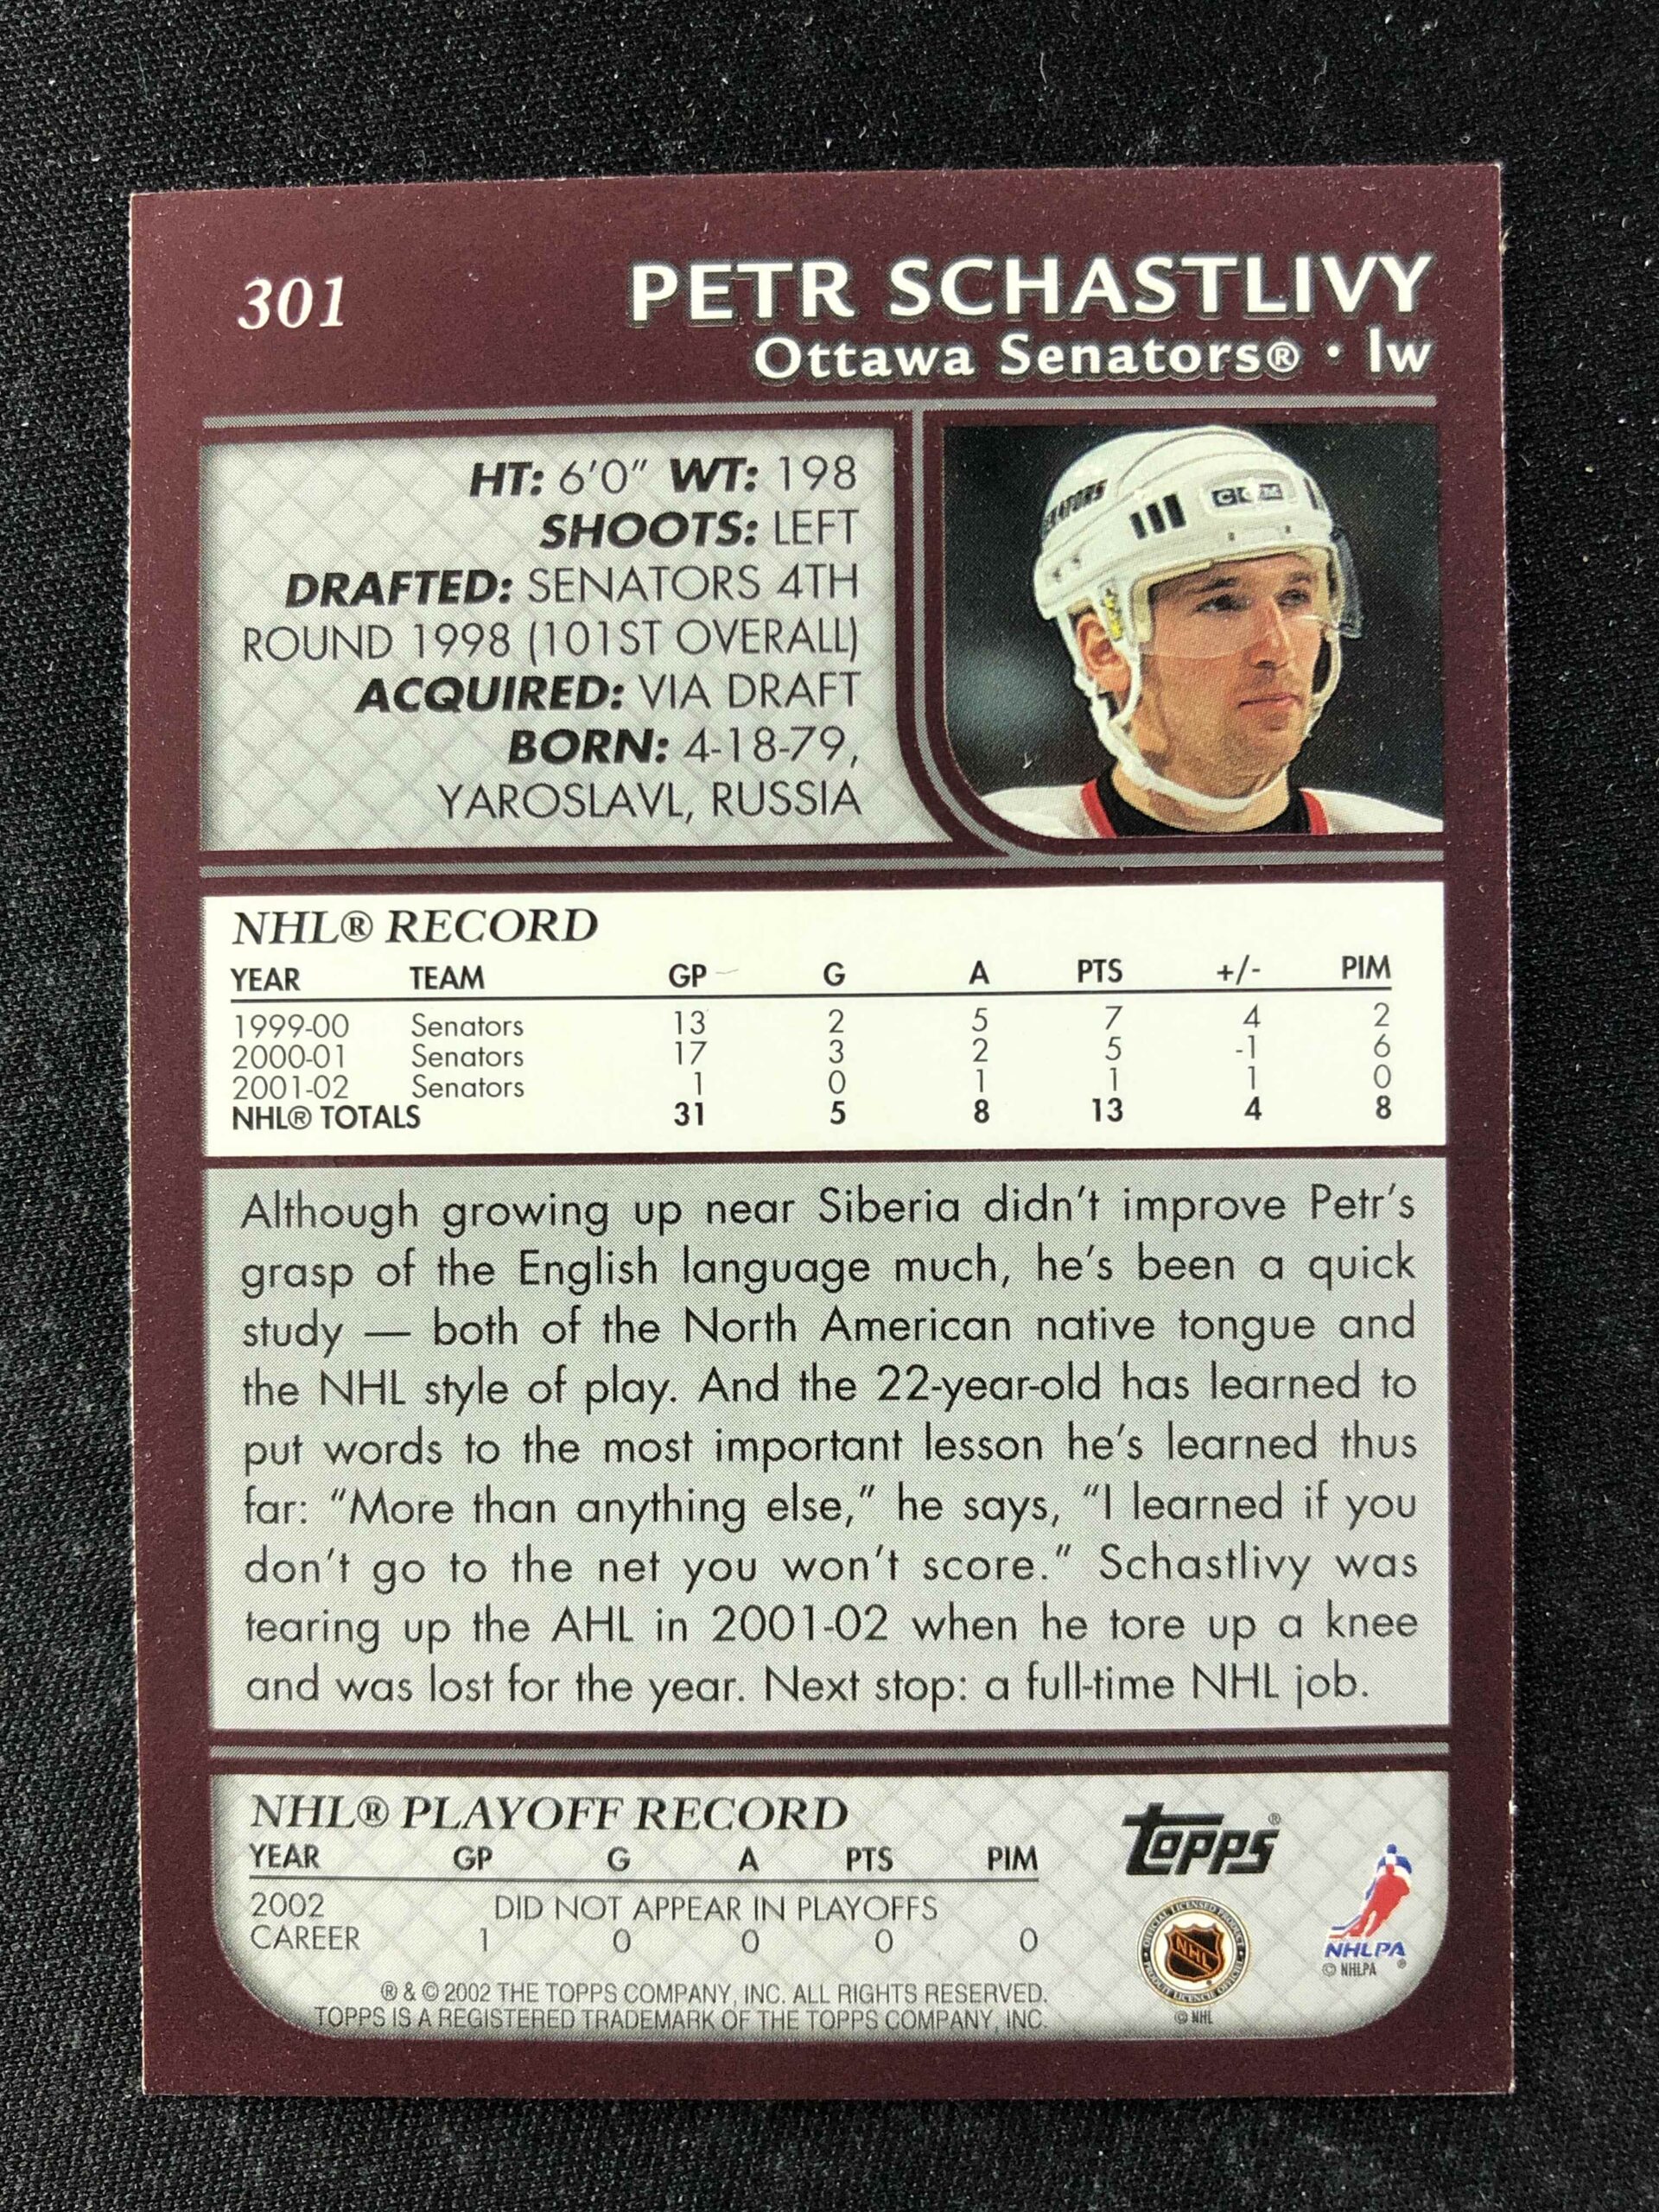 301
PETR SCHASTLIVY
Ottawa Senators® • lw
HT: 6'0" WT: 198
SHOOTS: LEFT
DRAFTED: SENATORS 4TH
ROUND 1998 (101ST OVERALL)
ACQUIRED: VIA DRAFT
BORN: 4-18-79,
YAROSLAVL, RUSSIA
CCM
NHL® RECORD
YEAR TEAM GP G A PTS +/- PIM
1999-00 Senators 13 2 5 7 4 2
2000-01 Senators 17 3 2 5 -1 6
2001-02 Senators 1 0 1 1 1 0
NHL® TOTALS 31 5 8 13 4 8
Although growing up near Siberia didn't improve Petr's
grasp of the English language much, he's been a quick
study — both of the North American native tongue and
the NHL style of play. And the 22-year-old has learned to
put words to the most important lesson he's learned thus
far: "More than anything else," he says, "I learned if you
don't go to the net you won't score." Schastlivy was
tearing up the AHL in 2001-02 when he tore up a knee
and was lost for the year. Next stop: a full-time NHL job.
NHL® PLAYOFF RECORD
YEAR GP G A PTS PIM
2002 DID NOT APPEAR IN PLAYOFFS
CAREER 1 0 0 0 0
® & © 2002 THE TOPPS COMPANY, INC. ALL RIGHTS RESERVED.
TOPPS IS A REGISTERED TRADEMARK OF THE TOPPS COMPANY, INC.
Topps®
OFFICIAL LICENSED PRODUCT
NHL
© NHL
NHLPA
© NHLPA ®